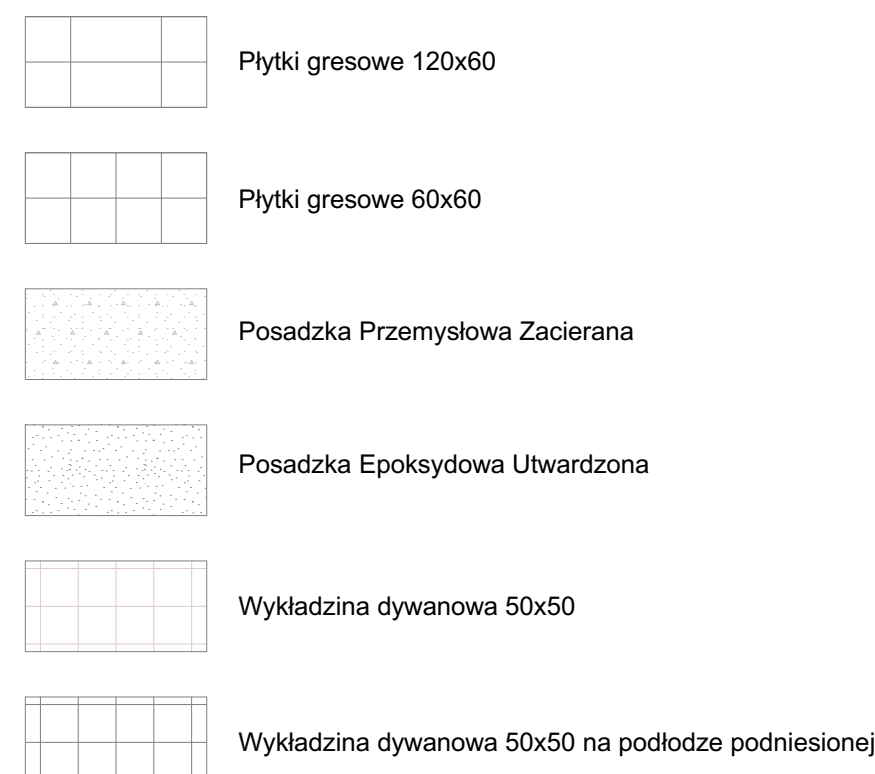 Płytki gresowe 120x60
Płytki gresowe 60x60
Posadzka Przemysłowa Zacierana
Posadzka Epoksydowa Utwardzona
Wykładzina dywanowa 50x50
Wykładzina dywanowa 50x50 na podłodze podniesionej